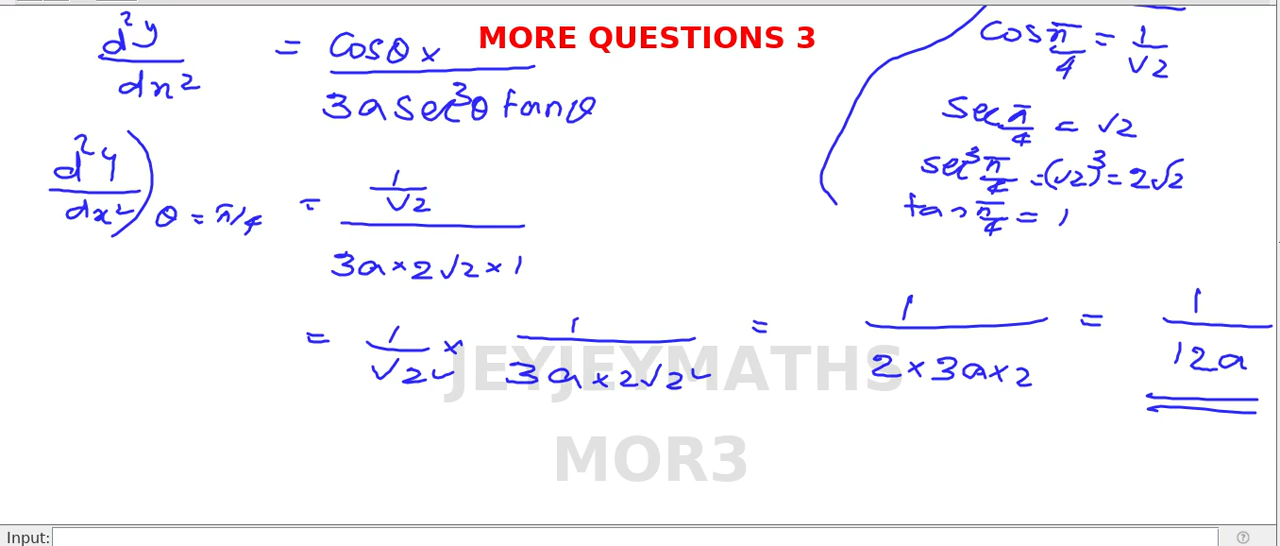 MORE QUESTIONS 3
d²y/dx² = cosθ × / 3a sec³θ tanθ
cos π/4 = 1/√2
sec π/4 = √2
sec³ π/4 = (√2)³ = 2√2
tan π/4 = 1
d²y/dx²)θ = π/4 = 1/√2 / 3a × 2√2 × 1
= 1/√2 × 1/3a × 2√2 = 1/2 × 3a × 2 = 1/12a
JEYJEYMATHS
MOR3
Input: